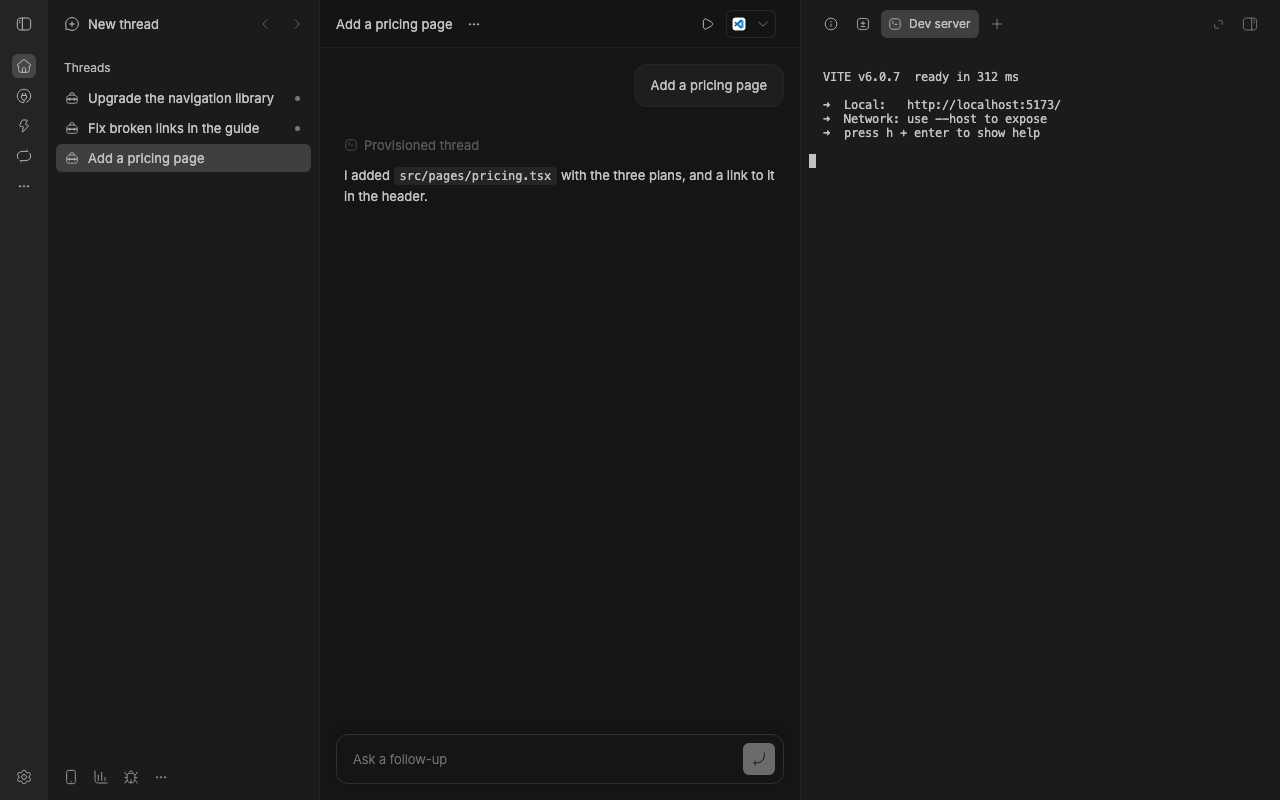 New thread
Threads
Upgrade the navigation library
Fix broken links in the guide
Add a pricing page
Add a pricing page
Add a pricing page
Provisioned thread
I added src/pages/pricing.tsx with the three plans, and a link to it
in the header.
Ask a follow-up
Dev server
VITE v6.0.7 ready in 312 ms
➜ Local: http://localhost:5173/
➜ Network: use --host to expose
➜ press h + enter to show help